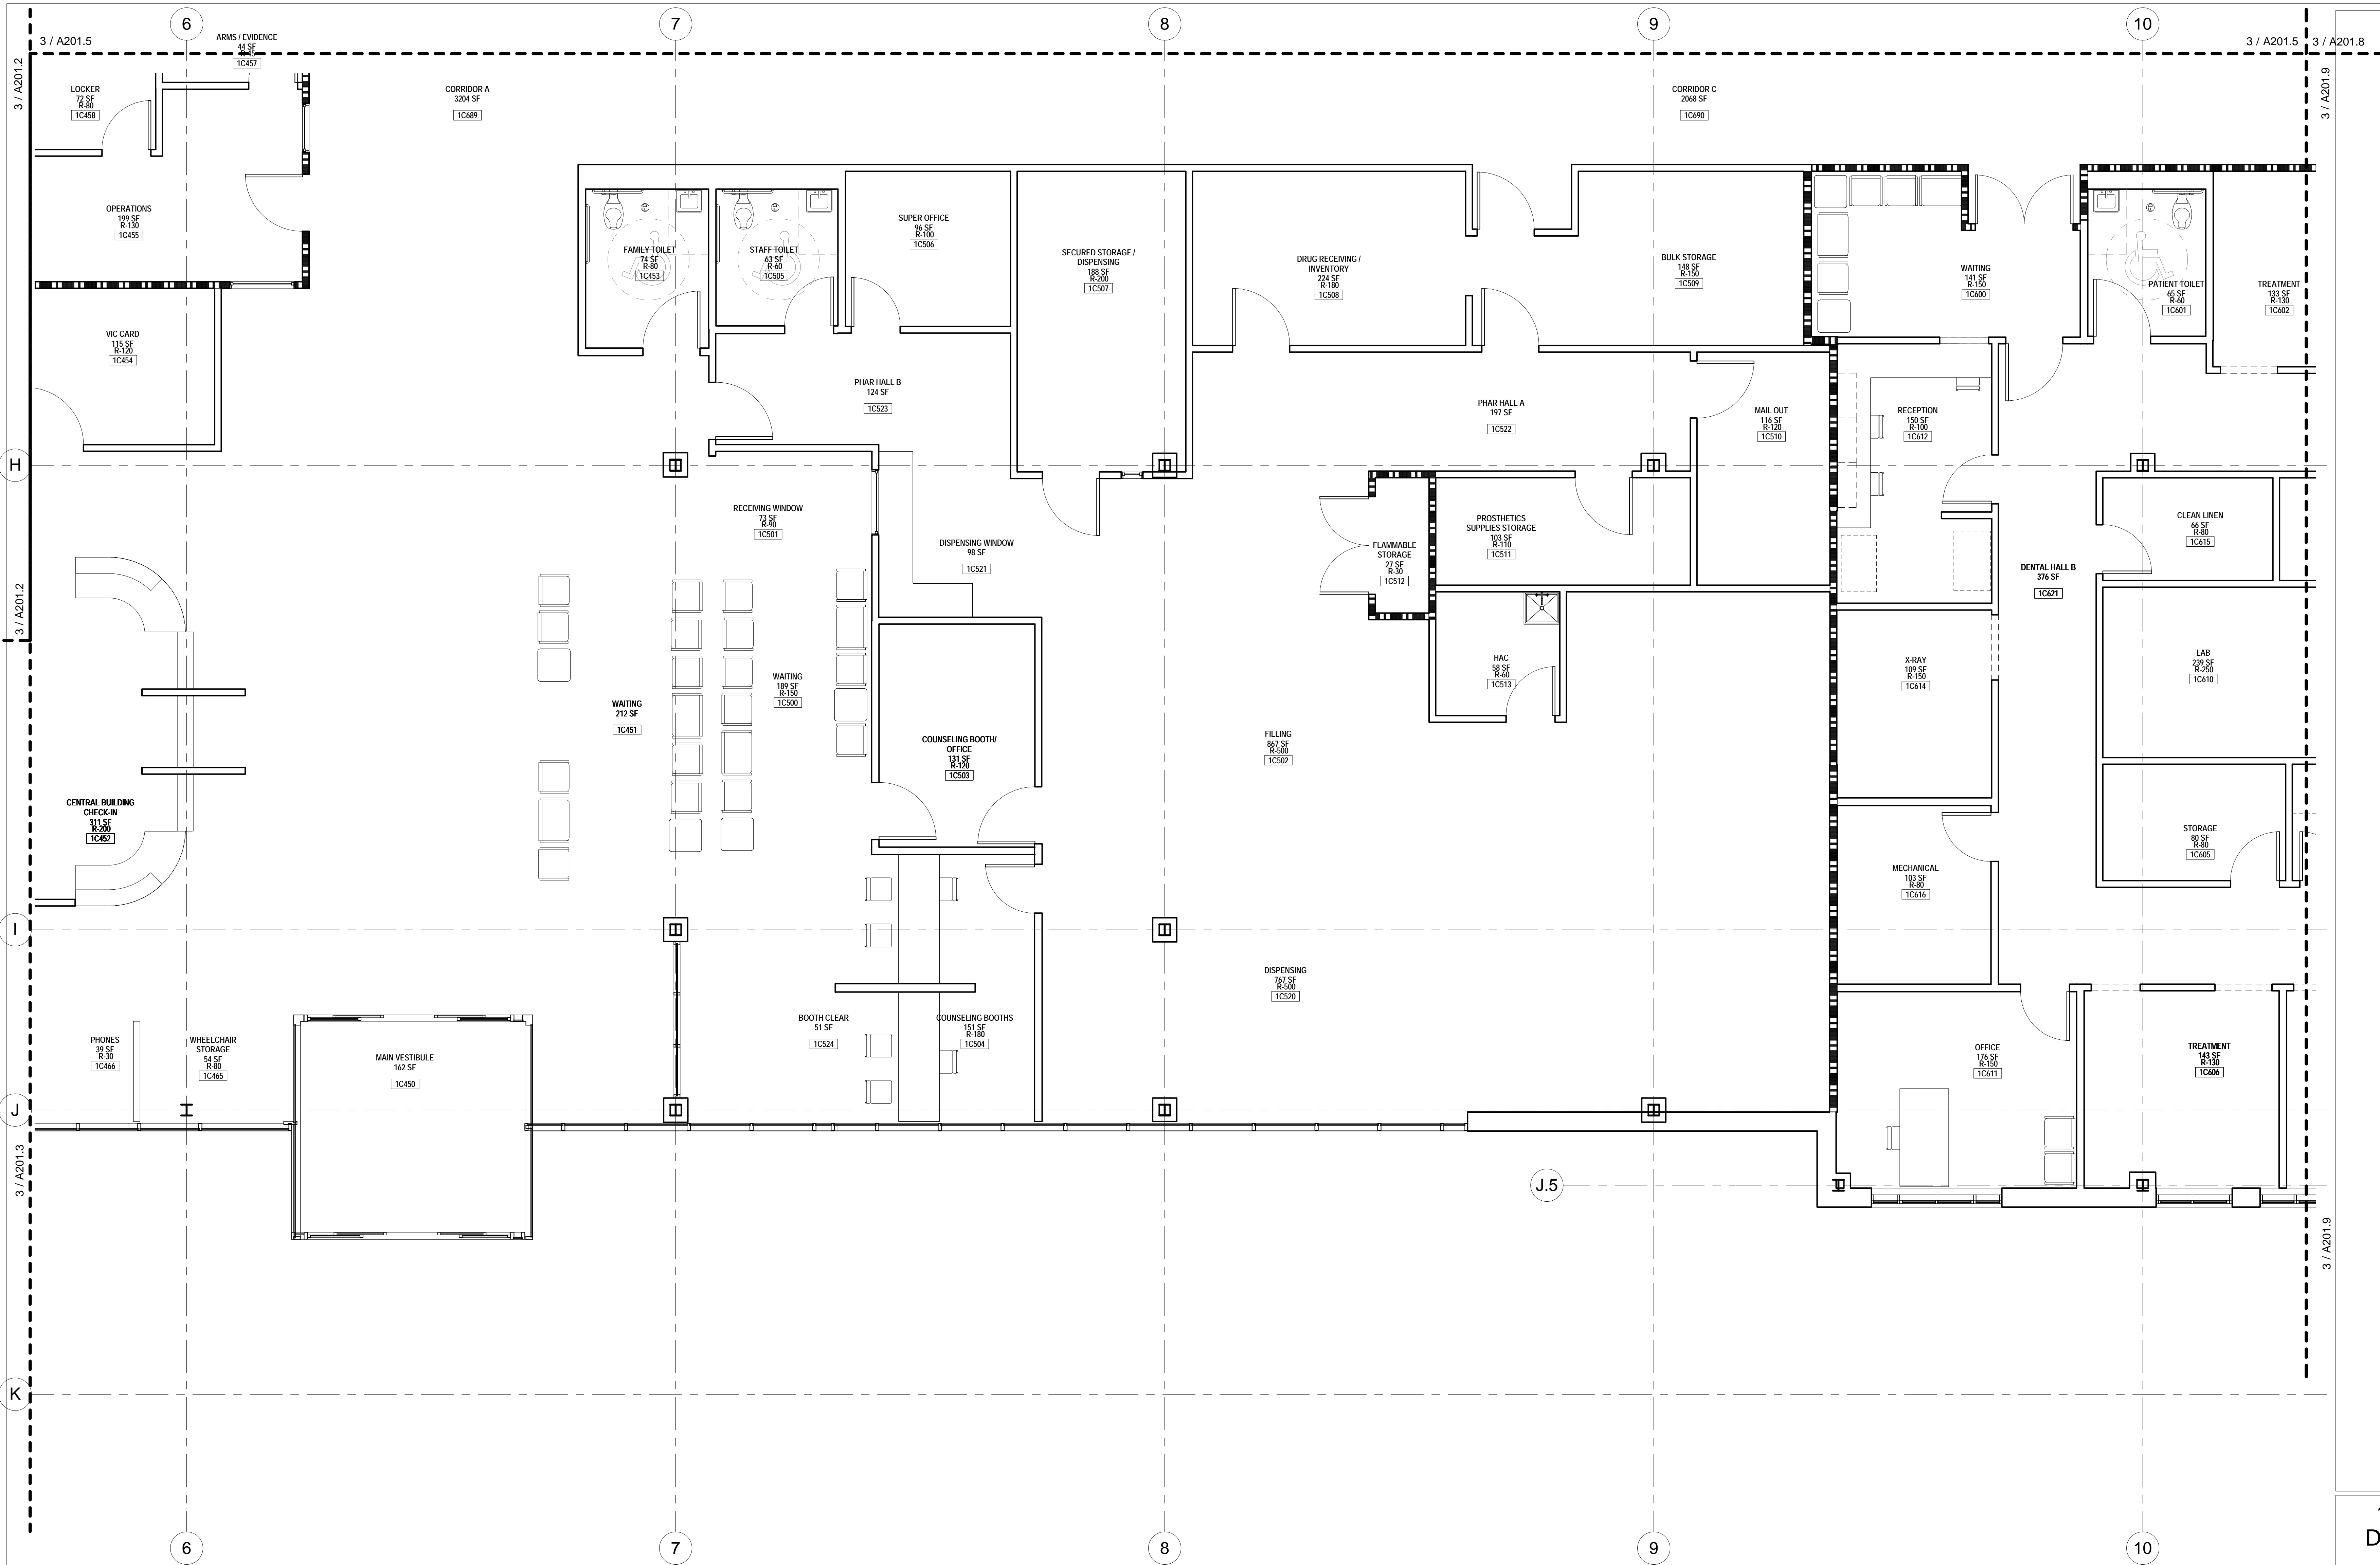 6
7
8
9
10
3 / A201.5
3 / A201.5
3 / A201.8
3 / A201.2
3 / A201.9
ARMS / EVIDENCE
44 SF
1C457
LOCKER
72 SF
R-80
1C458
CORRIDOR A
3204 SF
1C689
CORRIDOR C
2068 SF
1C690
OPERATIONS
199 SF
R-130
1C455
FAMILY TOILET
74 SF
R-80
1C453
STAFF TOILET
63 SF
R-60
1C505
SUPER OFFICE
96 SF
R-100
1C506
SECURED STORAGE /
DISPENSING
188 SF
R-200
1C507
DRUG RECEIVING /
INVENTORY
224 SF
R-180
1C508
BULK STORAGE
148 SF
R-150
1C509
WAITING
141 SF
R-150
1C600
PATIENT TOILET
65 SF
R-60
1C601
TREATMENT
133 SF
R-130
1C602
VIC CARD
115 SF
R-120
1C454
PHAR HALL B
124 SF
1C523
PHAR HALL A
197 SF
1C522
MAIL OUT
116 SF
R-120
1C510
RECEPTION
150 SF
R-100
1C612
H
RECEIVING WINDOW
73 SF
R-90
1C501
DISPENSING WINDOW
98 SF
1C521
FLAMMABLE
STORAGE
27 SF
R-30
1C512
PROSTHETICS
SUPPLIES STORAGE
103 SF
R-110
1C511
DENTAL HALL B
376 SF
1C621
CLEAN LINEN
66 SF
R-80
1C615
3 / A201.2
WAITING
212 SF
1C451
WAITING
189 SF
R-150
1C500
HAC
58 SF
R-60
1C513
X-RAY
109 SF
R-150
1C614
LAB
239 SF
R-250
1C610
COUNSELING BOOTH/
OFFICE
131 SF
R-120
1C503
FILLING
867 SF
R-500
1C502
CENTRAL BUILDING
CHECK-IN
311 SF
R-200
1C452
MECHANICAL
103 SF
R-80
1C616
STORAGE
80 SF
R-80
1C605
I
DISPENSING
767 SF
R-500
1C520
PHONES
39 SF
R-30
1C466
WHEELCHAIR
STORAGE
54 SF
R-80
1C465
MAIN VESTIBULE
162 SF
1C450
BOOTH CLEAR
51 SF
1C524
COUNSELING BOOTHS
151 SF
R-180
1C504
OFFICE
176 SF
R-150
1C611
TREATMENT
143 SF
R-130
1C606
J
3 / A201.3
J.5
3 / A201.9
K
6
7
8
9
10
D